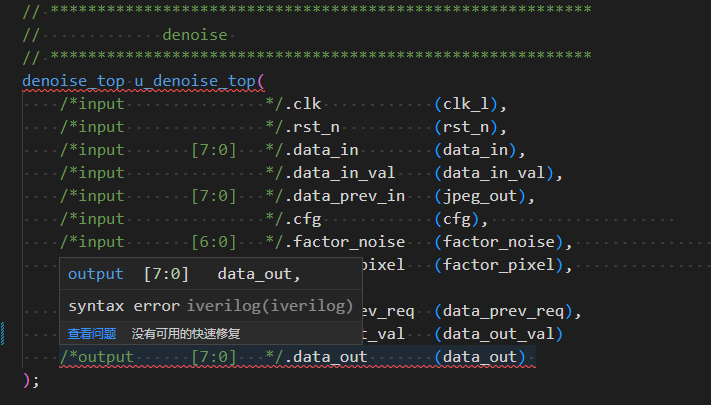 // **********************************************************
//             denoise
// **********************************************************
denoise_top u_denoise_top(
    /*input               */.clk            (clk_l),
    /*input               */.rst_n          (rst_n),
    /*input       [7:0]   */.data_in        (data_in),
    /*input               */.data_in_val    (data_in_val),
    /*input       [7:0]   */.data_prev_in   (jpeg_out),
    /*input               */.cfg            (cfg),
    /*input       [6:0]   */.factor_noise   (factor_noise),
pixel   (factor_pixel),
output  [7:0]   data_out,
syntax error iverilog(iverilog)
ev_req  (data_prev_req),
查看问题   没有可用的快速修复
t_val   (data_out_val)
    /*output      [7:0]   */.data_out       (data_out)
);